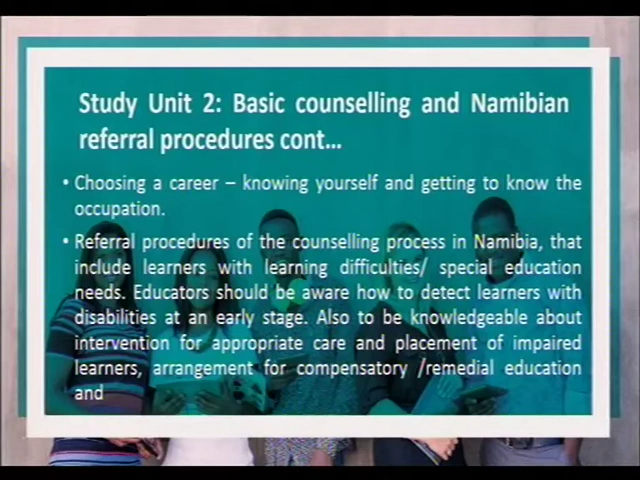 Study Unit 2: Basic counselling and Namibian
referral procedures cont...
• Choosing a career – knowing yourself and getting to know the
occupation.
• Referral procedures of the counselling process in Namibia, that
include learners with learning difficulties/ special education
needs. Educators should be aware how to detect learners with
disabilities at an early stage. Also to be knowledgeable about
intervention for appropriate care and placement of impaired
learners, arrangement for compensatory /remedial education
and